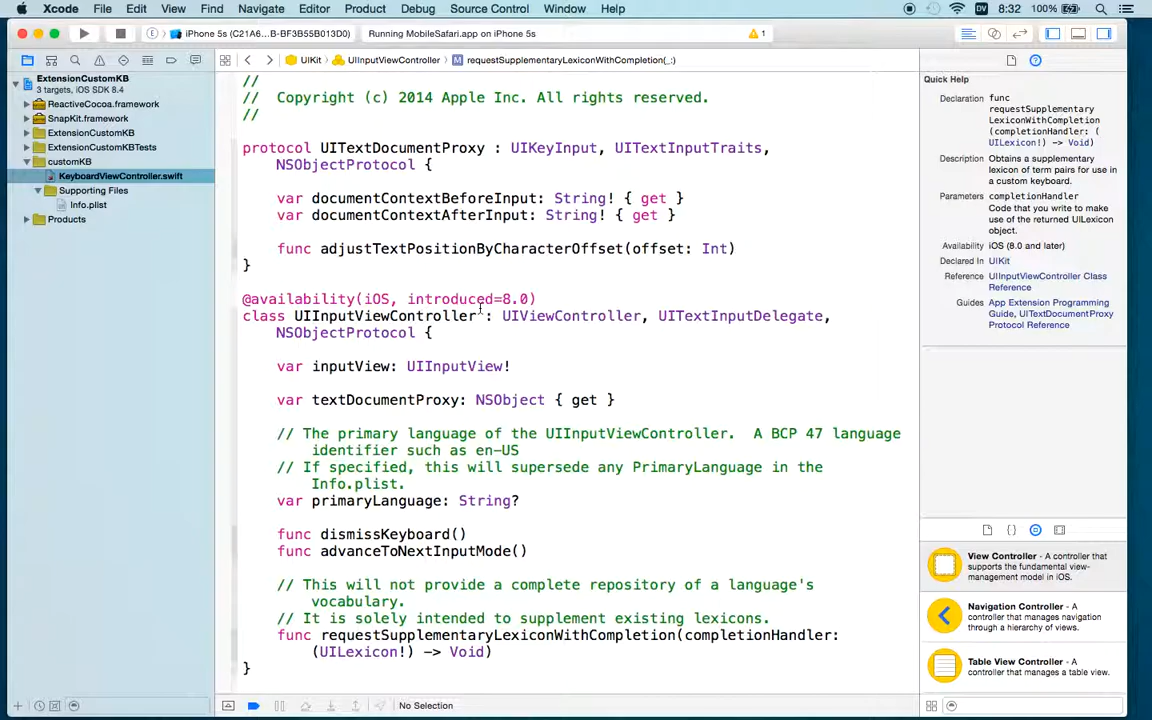 Xcode File Edit View Find Navigate Editor Product Debug Source Control Window Help DV 8:32 100%
iPhone 5s (C21A6...B-BF3B55B013D0) Running MobileSafari.app on iPhone 5s 1
UIKit UIInputViewController M requestSupplementaryLexiconWithCompletion(_:)
ExtensionCustomKB
3 targets, iOS SDK 8.4
ReactiveCocoa.framework
SnapKit.framework
ExtensionCustomKB
ExtensionCustomKBTests
customKB
KeyboardViewController.swift
Supporting Files
Info.plist
Products
//
// Copyright (c) 2014 Apple Inc. All rights reserved.
//
protocol UITextDocumentProxy : UIKeyInput, UITextInputTraits,
NSObjectProtocol {
var documentContextBeforeInput: String! { get }
var documentContextAfterInput: String! { get }
func adjustTextPositionByCharacterOffset(offset: Int)
}
@availability(iOS, introduced=8.0)
class UIInputViewController : UIViewController, UITextInputDelegate,
NSObjectProtocol {
var inputView: UIInputView!
var textDocumentProxy: NSObject { get }
// The primary language of the UIInputViewController. A BCP 47 language
identifier such as en-US
// If specified, this will supersede any PrimaryLanguage in the
Info.plist.
var primaryLanguage: String?
func dismissKeyboard()
func advanceToNextInputMode()
// This will not provide a complete repository of a language's
vocabulary.
// It is solely intended to supplement existing lexicons.
func requestSupplementaryLexiconWithCompletion(completionHandler:
(UILexicon!) -> Void)
}
No Selection
Quick Help
Declaration func
requestSupplementary
LexiconWithCompletion
(completionHandler: (
UILexicon!) -> Void)
Description Obtains a supplementary
lexicon of term pairs for use in
a custom keyboard.
Parameters completionHandler
Code that you write to make
use of the returned UILexicon
object.
Availability iOS (8.0 and later)
Declared In UIKit
Reference UIInputViewController Class
Reference
Guides App Extension Programming
Guide, UITextDocumentProxy
Protocol Reference
View Controller - A controller that
supports the fundamental view-
management model in iOS.
Navigation Controller - A
controller that manages navigation
through a hierarchy of views.
Table View Controller - A
controller that manages a table view.